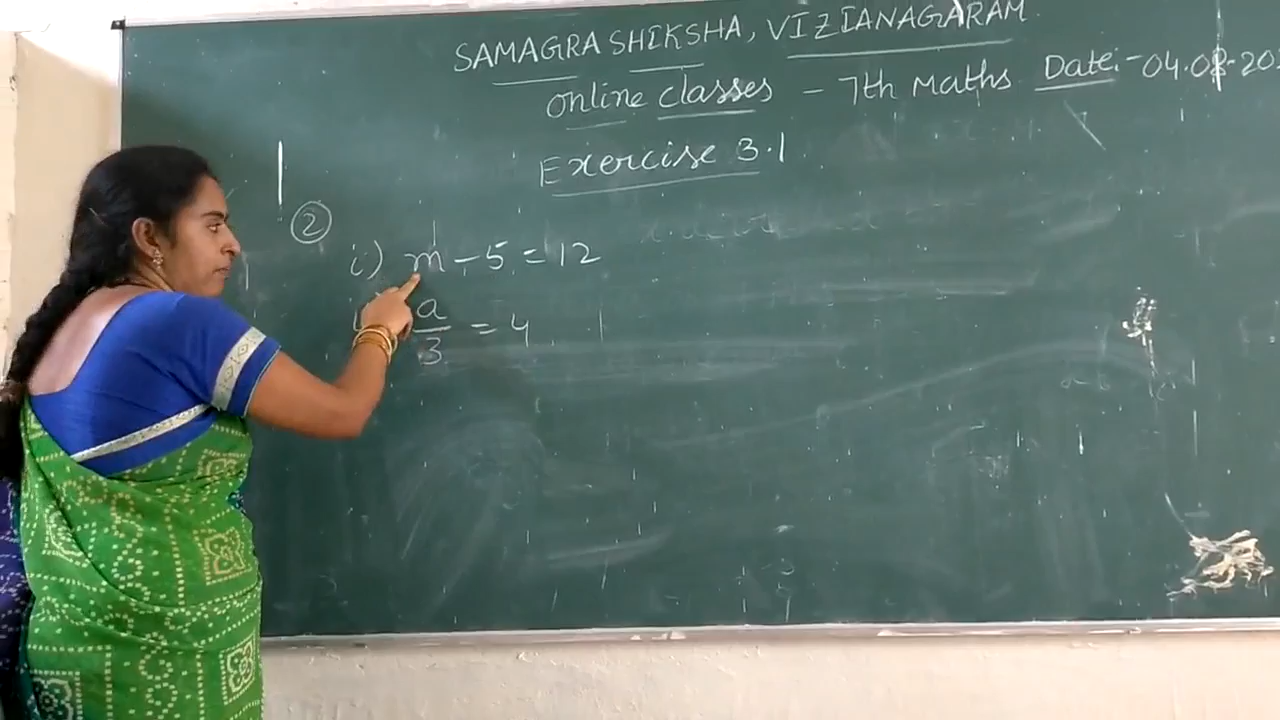 SAMAGRA SHIKSHA, VIZIANAGARAM
Online classes - 7th Maths Date:- 04.08.20
Exercise 3.1
②
i) m - 5 = 12
a/3 = 4